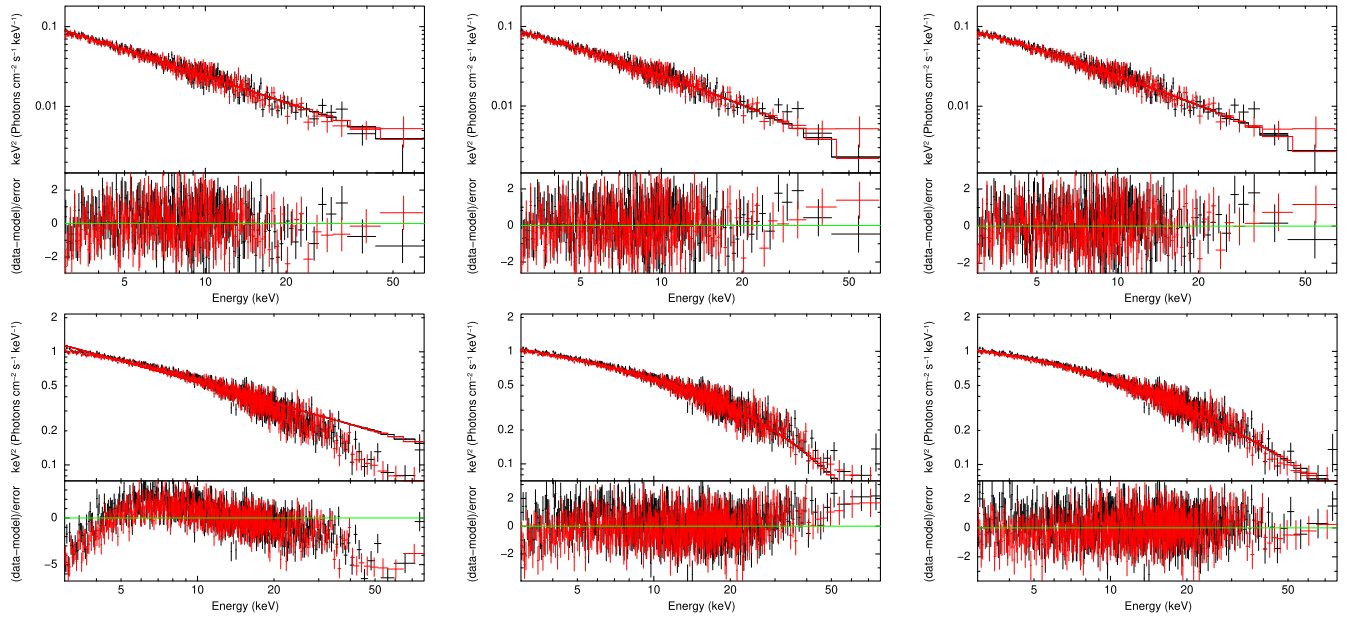 0.1
0.01
keV² (Photons cm⁻² s⁻¹ keV⁻¹)
2
0
−2
(data−model)/error
5 10 20 50
Energy (keV)
0.1
0.01
keV² (Photons cm⁻² s⁻¹ keV⁻¹)
2
0
−2
(data−model)/error
5 10 20 50
Energy (keV)
0.1
0.01
keV² (Photons cm⁻² s⁻¹ keV⁻¹)
2
0
−2
(data−model)/error
5 10 20 50
Energy (keV)
2
1
0.5
0.2
0.1
keV² (Photons cm⁻² s⁻¹ keV⁻¹)
0
−5
(data−model)/error
5 10 20 50
Energy (keV)
2
1
0.5
0.2
0.1
keV² (Photons cm⁻² s⁻¹ keV⁻¹)
2
0
−2
(data−model)/error
5 10 20 50
Energy (keV)
2
1
0.5
0.2
0.1
keV² (Photons cm⁻² s⁻¹ keV⁻¹)
2
0
−2
(data−model)/error
5 10 20 50
Energy (keV)